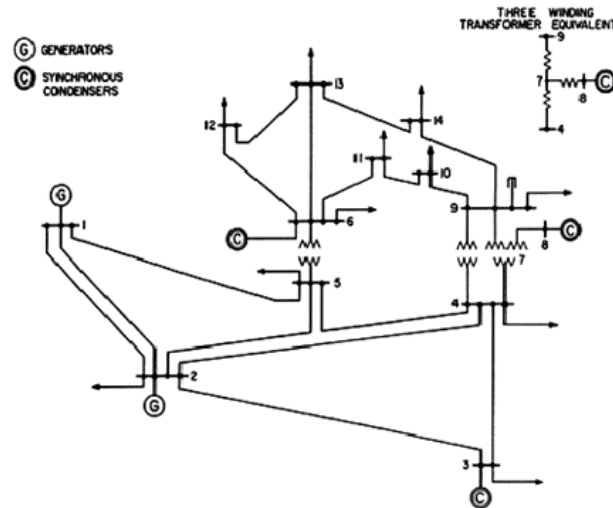 THREE WINDING
TRANSFORMER EQUIVALENT
9
7
8
C
4
G GENERATORS
C SYNCHRONOUS
CONDENSERS
13
12
14
11
10
G
1
C
6
9
8
C
7
5
4
2
G
3
C